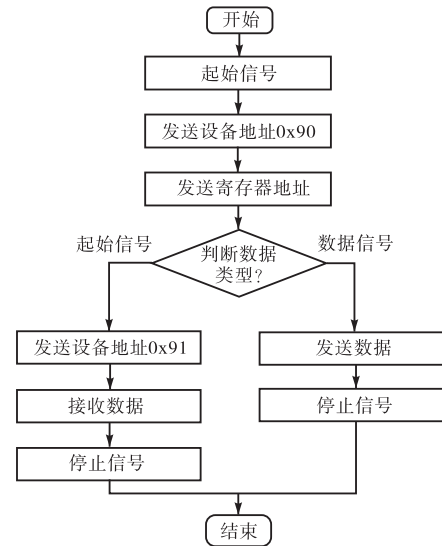 开始
起始信号
发送设备地址0x90
发送寄存器地址
起始信号
数据信号
判断数据
类型?
发送设备地址0x91
发送数据
接收数据
停止信号
停止信号
结束